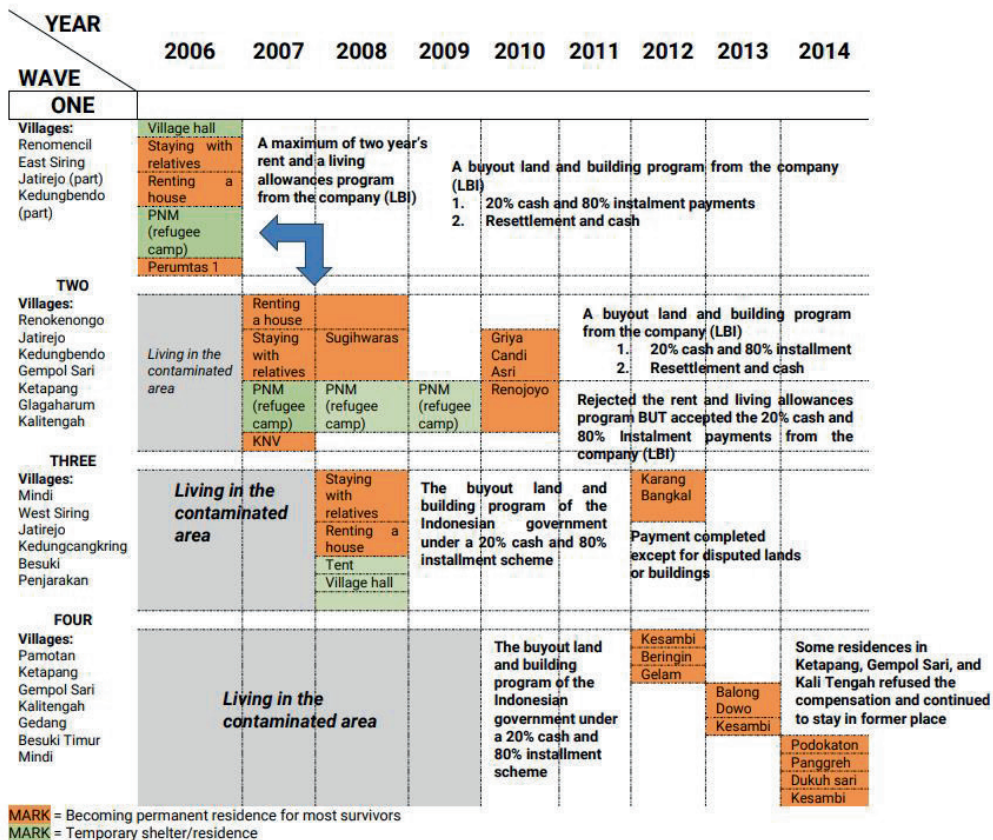 YEAR
WAVE
2006 2007 2008 2009 2010 2011 2012 2013 2014
ONE
Villages:
Renomencil
East Siring
Jatirejo (part)
Kedungbendo
(part)
Village hall
Staying with
relatives
Renting a
house
PNM
(refugee
camp)
Perumtas 1
A maximum of two year's
rent and a living
allowances program
from the company (LBI)
A buyout land and building program from the company
(LBI)
1. 20% cash and 80% instalment payments
2. Resettlement and cash
TWO
Villages:
Renokenongo
Jatirejo
Kedungbendo
Gempol Sari
Ketapang
Glagaharum
Kalitengah
Living in the
contaminated
area
Renting
a house
Staying
with
relatives
PNM
(refugee
camp)
KNV
Sugihwaras
PNM
(refugee
camp)
PNM
(refugee
camp)
Griya
Candi
Asri
Renojoyo
A buyout land and building program
from the company (LBI)
1. 20% cash and 80% installment
2. Resettlement and cash
Rejected the rent and living allowances
program BUT accepted the 20% cash and
80% Instalment payments from the
company (LBI)
THREE
Villages:
Mindi
West Siring
Jatirejo
Kedungcangkring
Besuki
Penjarakan
Living in the
contaminated
area
Staying
with
relatives
Renting a
house
Tent
Village hall
The buyout land and
building program of the
Indonesian government
under a 20% cash and 80%
installment scheme
Karang
Bangkal
Payment completed
except for disputed lands
or buildings
FOUR
Villages:
Pamotan
Ketapang
Gempol Sari
Kalitengah
Gedang
Besuki Timur
Mindi
Living in the
contaminated area
The buyout land
and building
program of the
Indonesian
government under
a 20% cash and
80% installment
scheme
Kesambi
Beringin
Gelam
Balong
Dowo
Kesambi
Some residences in
Ketapang, Gempol Sari, and
Kali Tengah refused the
compensation and continued
to stay in former place
Podokaton
Panggreh
Dukuh sari
Kesambi
MARK = Becoming permanent residence for most survivors
MARK = Temporary shelter/residence